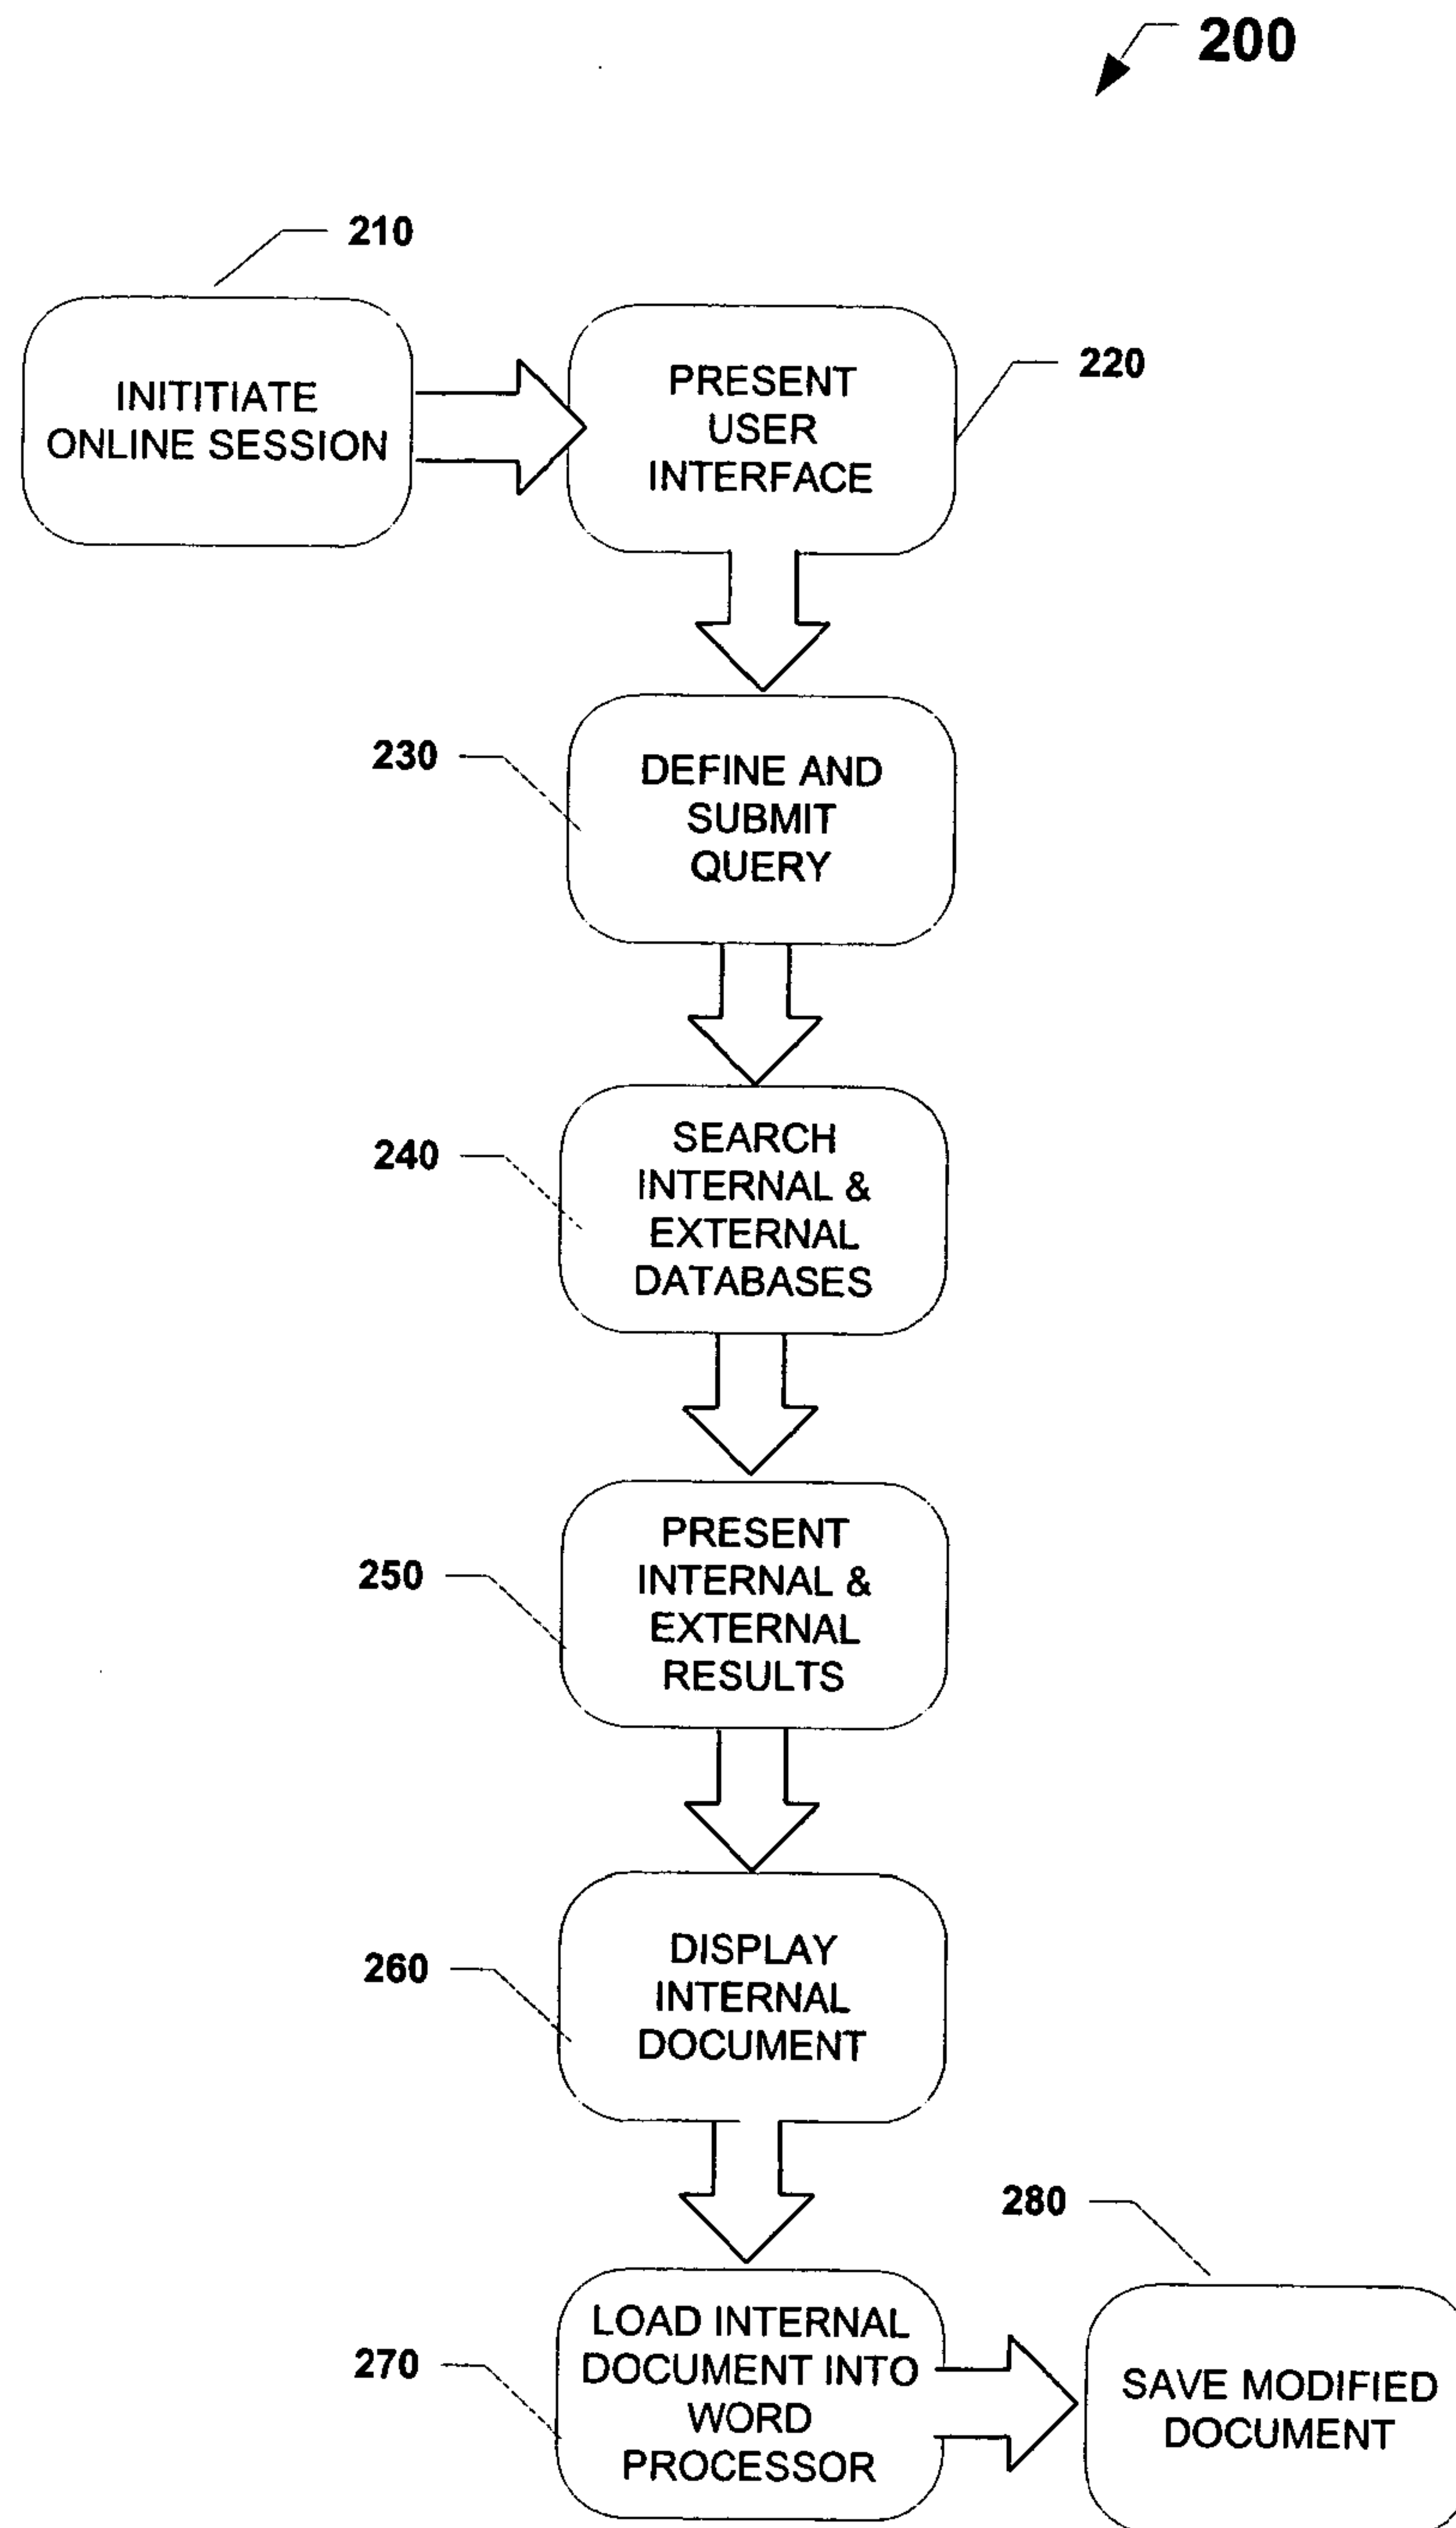 200
210
INITITIATE
ONLINE SESSION
PRESENT
USER
INTERFACE
220
230
DEFINE AND
SUBMIT
QUERY
240
SEARCH
INTERNAL &
EXTERNAL
DATABASES
250
PRESENT
INTERNAL &
EXTERNAL
RESULTS
260
DISPLAY
INTERNAL
DOCUMENT
270
LOAD INTERNAL
DOCUMENT INTO
WORD
PROCESSOR
280
SAVE MODIFIED
DOCUMENT